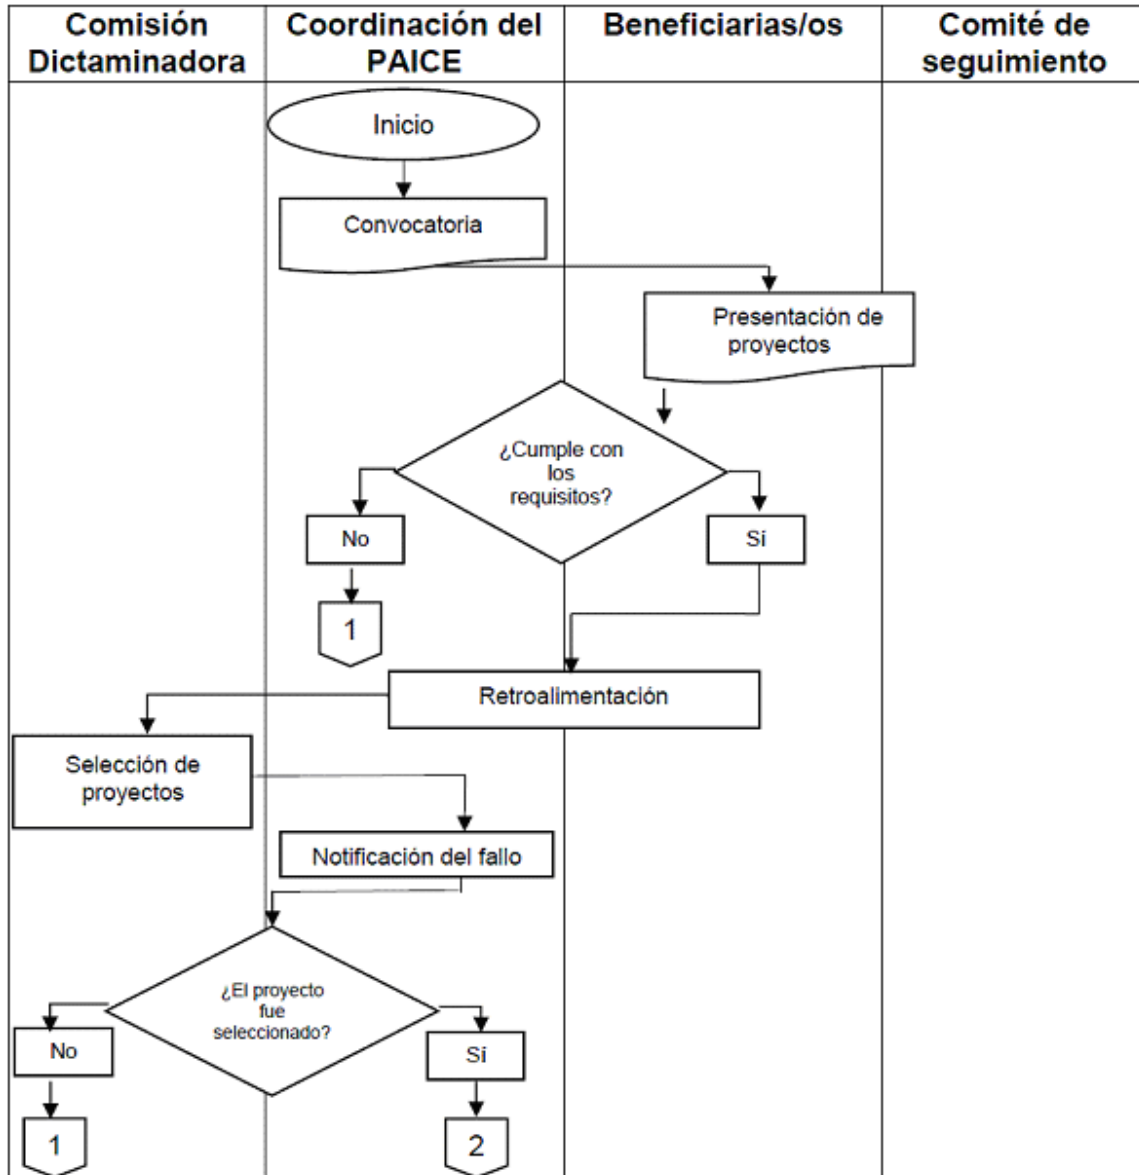 Comisión
Dictaminadora
Coordinación del
PAICE
Beneficiarias/os
Comité de
seguimiento
Inicio
Convocatoria
Presentación de
proyectos
¿Cumple con
los
requisitos?
No
Sí
1
Retroalimentación
Selección de
proyectos
Notificación del fallo
¿El proyecto
fue
seleccionado?
No
Sí
1
2